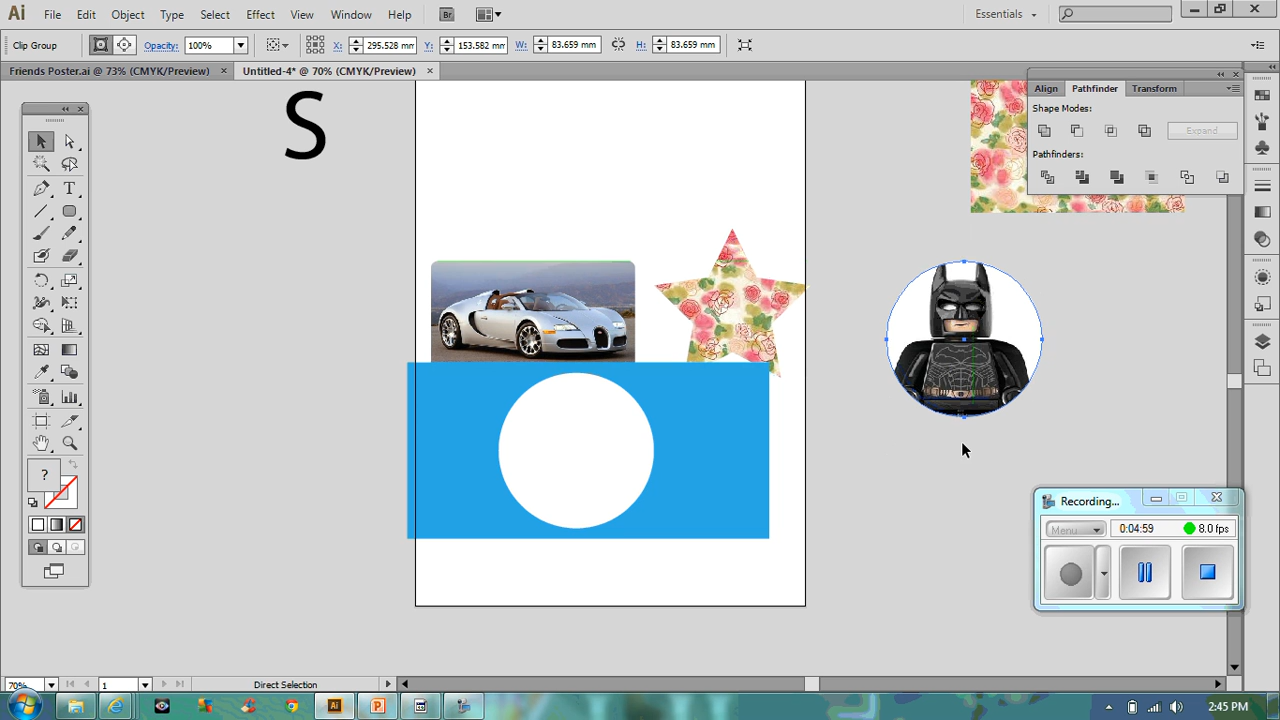 Ai File Edit Object Type Select Effect View Window Help Br Essentials
Clip Group Opacity: 100% X: 295.528 mm Y: 153.582 mm W: 83.659 mm H: 83.659 mm
Friends Poster.ai @ 73% (CMYK/Preview) × Untitled-4* @ 70% (CMYK/Preview) ×
Align Pathfinder Transform
Shape Modes:
Expand
Pathfinders:
S
T
?
Recording...
Menu 0:04:59 8.0 fps
70% 1 Direct Selection
Ai P 2:45 PM